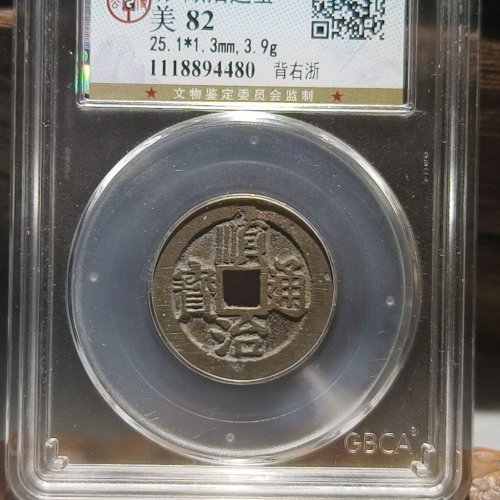 美 82
25.1*1.3mm, 3.9g
1118894480 背右浙
★ 文物鉴定委员会监制 ★
順
寶 通
治
GBCA